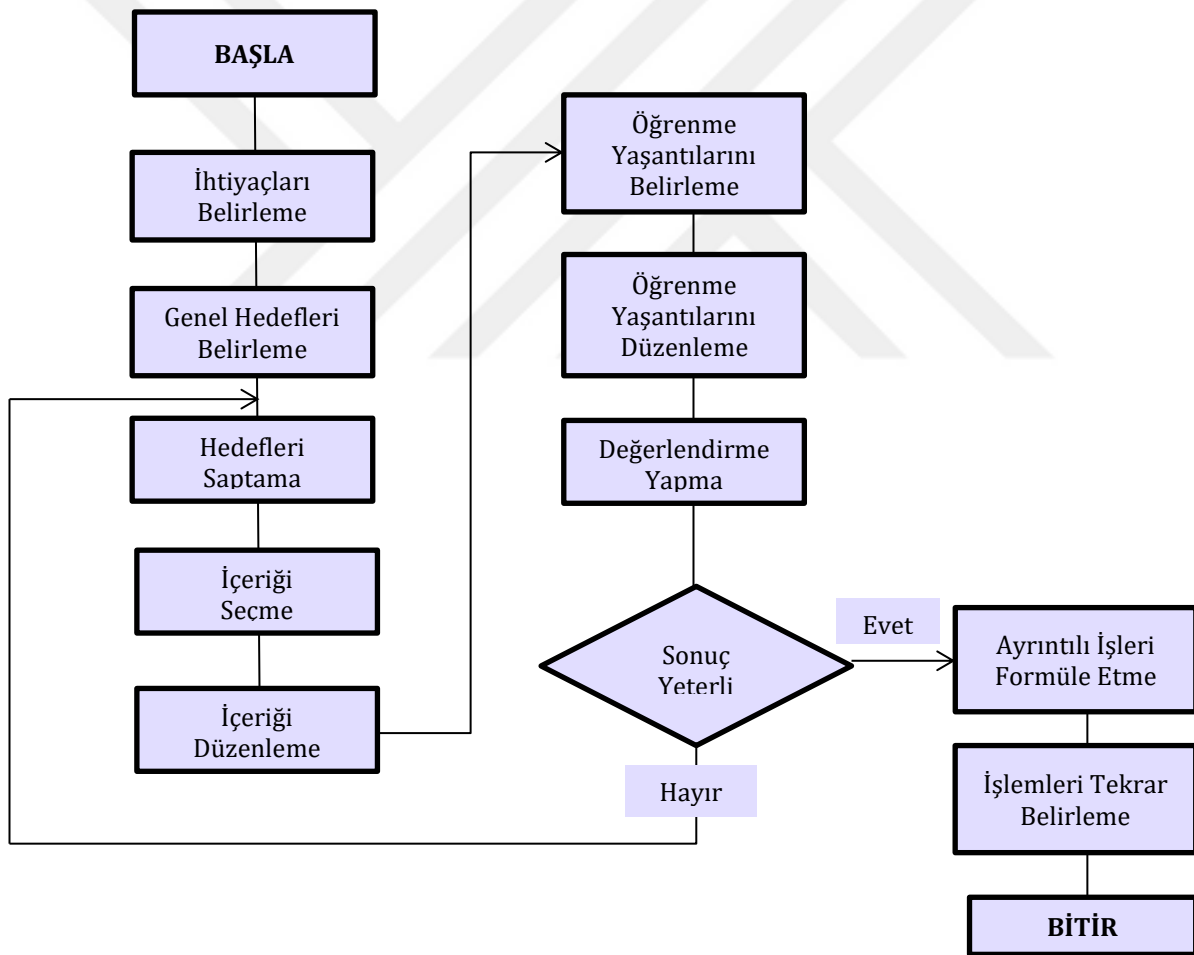 BAŞLA
İhtiyaçları
Belirleme
Genel Hedefleri
Belirleme
Hedefleri
Saptama
İçeriği
Seçme
İçeriği
Düzenleme
Öğrenme
Yaşantılarını
Belirleme
Öğrenme
Yaşantılarını
Düzenleme
Değerlendirme
Yapma
Sonuç
Yeterli
Evet
Hayır
Ayrıntılı İşleri
Formüle Etme
İşlemleri Tekrar
Belirleme
BİTİR